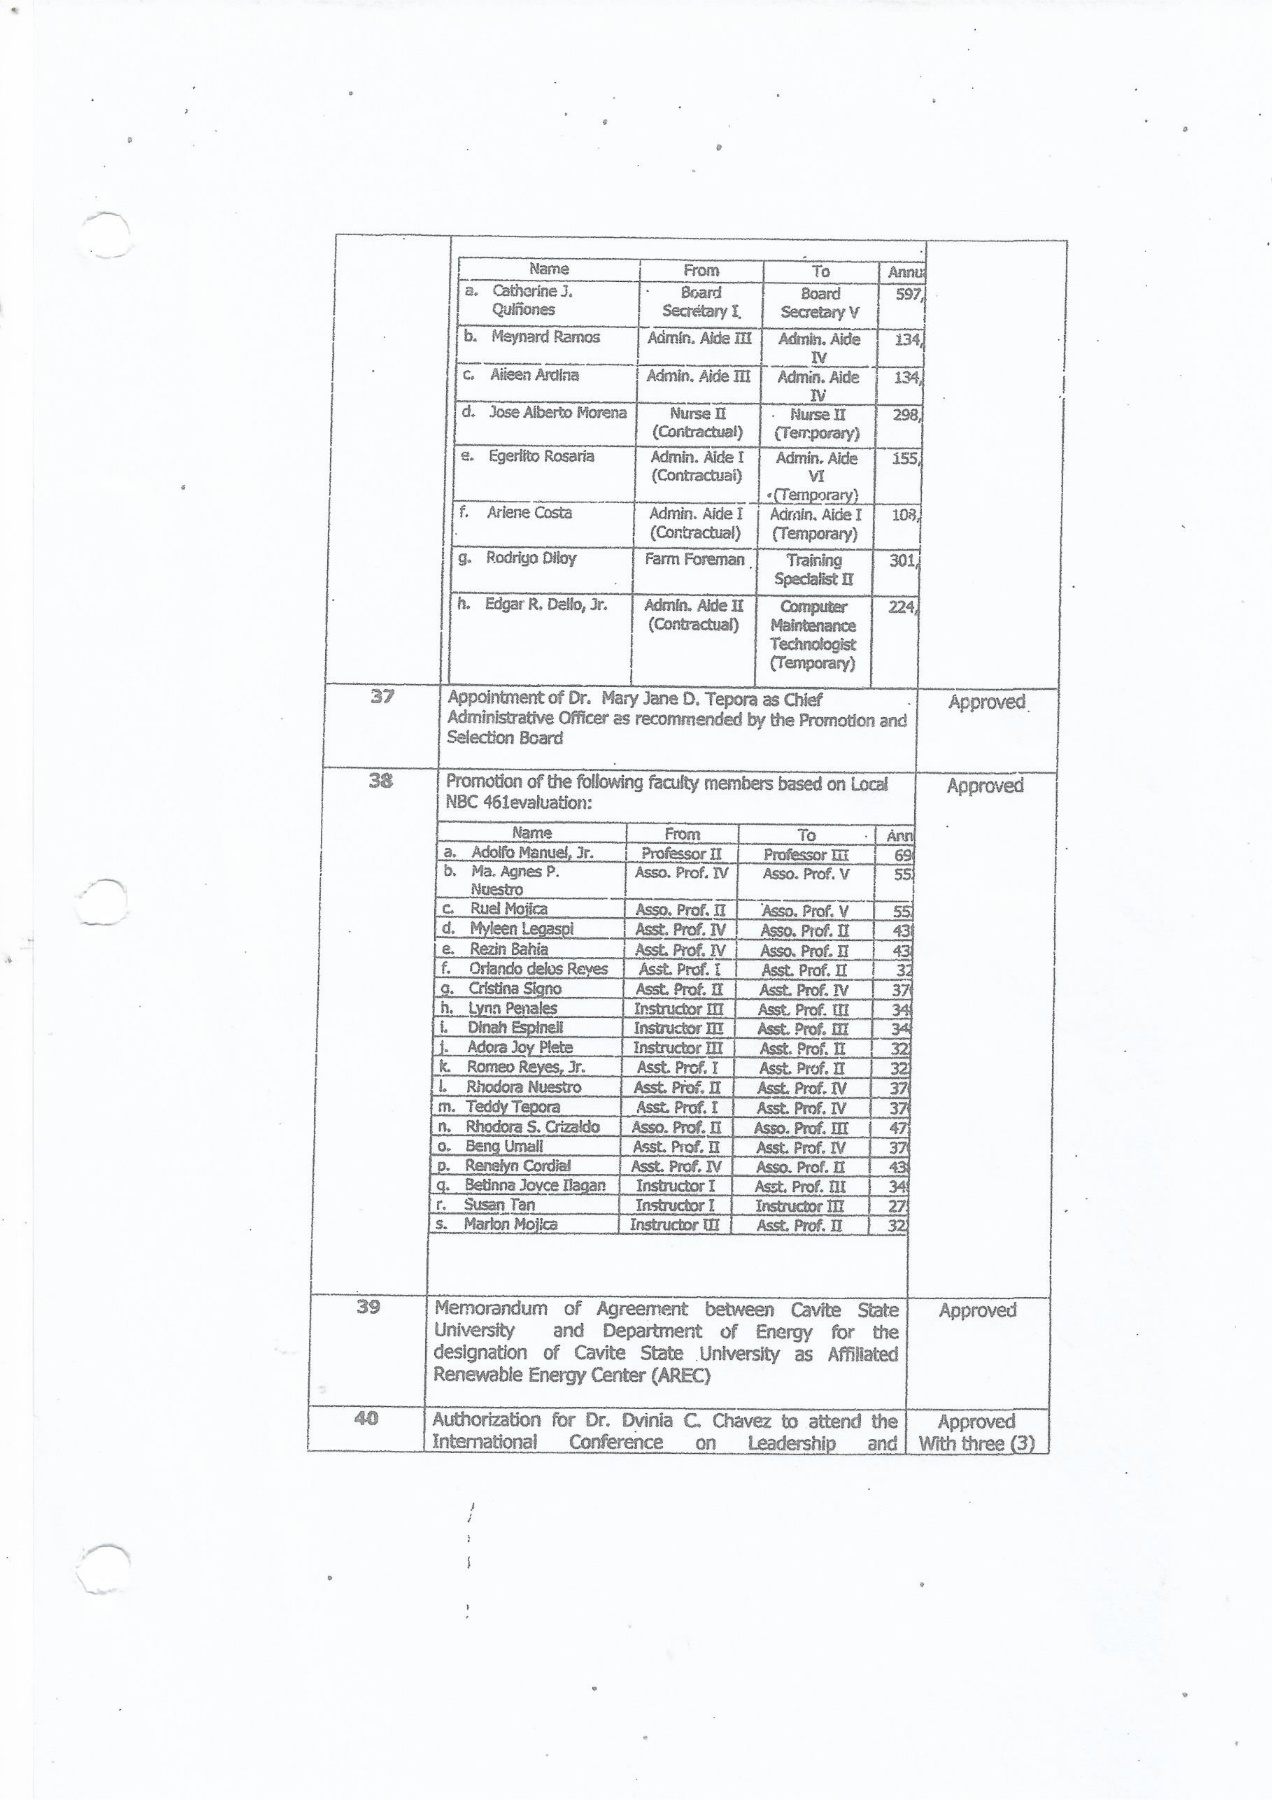 Name From To Annu
a. Catherine J. Board Board 597,
Quiñones Secretary I. Secretary V
b. Meynard Ramos Admin. Aide III Admin. Aide 134,
IV
c. Aileen Ardina Admin. Aide III Admin. Aide 134,
IV
d. Jose Alberto Morena Nurse II Nurse II 298,
(Contractual) (Temporary)
e. Egerlito Rosaria Admin. Aide I Admin. Aide 155,
(Contractual) VI
(Temporary)
f. Arlene Costa Admin. Aide I Admin. Aide I 108,
(Contractual) (Temporary)
g. Rodrigo Diloy Farm Foreman Training 301,
Specialist II
h. Edgar R. Dello, Jr. Admin. Aide II Computer 224,
(Contractual) Maintenance
Technologist
(Temporary)
37 Appointment of Dr. Mary Jane D. Tepora as Chief Approved
Administrative Officer as recommended by the Promotion and
Selection Board
38 Promotion of the following faculty members based on Local Approved
NBC 461evaluation:
Name From To Ann
a. Adolfo Manuel, Jr. Professor II Professor III 69
b. Ma. Agnes P. Asso. Prof. IV Asso. Prof. V 55
Nuestro
c. Ruel Mojica Asso. Prof. II Asso. Prof. V 55
d. Myleen Legaspi Asst. Prof. IV Asso. Prof. II 43
e. Rezin Bahia Asst. Prof. IV Asso. Prof. II 43
f. Orlando delos Reyes Asst. Prof. I Asst. Prof. II 32
g. Cristina Signo Asst. Prof. II Asst. Prof. IV 37
h. Lynn Penales Instructor III Asst. Prof. III 34
i. Dinah Espineli Instructor III Asst. Prof. III 34
j. Adora Joy Plete Instructor III Asst. Prof. II 32
k. Romeo Reyes, Jr. Asst. Prof. I Asst. Prof. II 32
l. Rhodora Nuestro Asst. Prof. II Asst. Prof. IV 37
m. Teddy Tepora Asst. Prof. I Asst. Prof. IV 37
n. Rhodora S. Crizaldo Asso. Prof. II Asso. Prof. III 47
o. Beng Umali Asst. Prof. II Asst. Prof. IV 37
p. Renelyn Cordial Asst. Prof. IV Asso. Prof. II 43
q. Betinna Joyce Ilagan Instructor I Asst. Prof. III 34
r. Susan Tan Instructor I Instructor III 27
s. Marlon Mojica Instructor III Asst. Prof. II 32
39 Memorandum of Agreement between Cavite State Approved
University and Department of Energy for the
designation of Cavite State University as Affiliated
Renewable Energy Center (AREC)
40 Authorization for Dr. Dvinia C. Chavez to attend the Approved
International Conference on Leadership and With three (3)